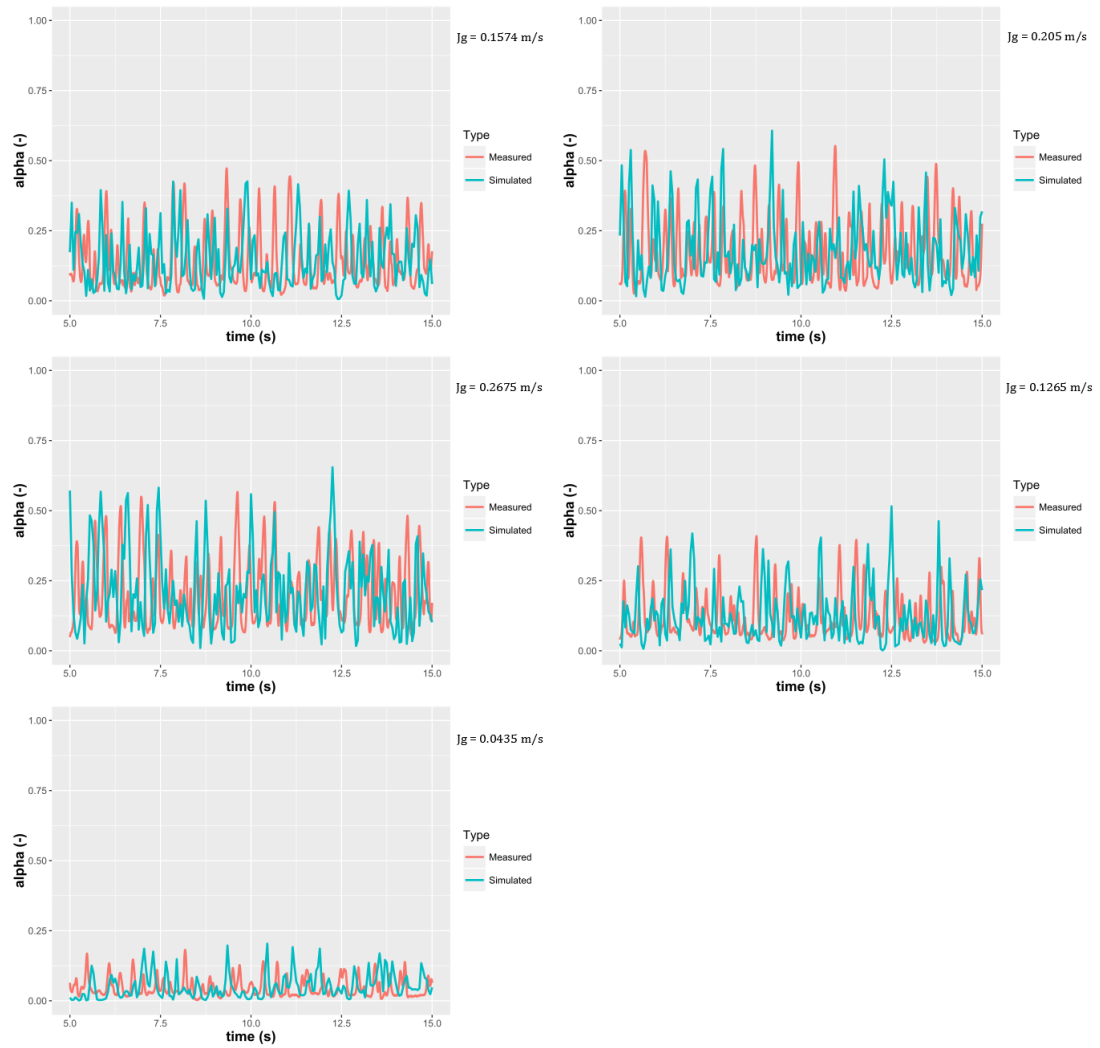 1.00
0.75
0.50
0.25
0.00
alpha (-)
5.0 7.5 10.0 12.5 15.0
time (s)
Jg = 0.1574 m/s
Type
Measured
Simulated
1.00
0.75
0.50
0.25
0.00
alpha (-)
5.0 7.5 10.0 12.5 15.0
time (s)
Jg = 0.205 m/s
Type
Measured
Simulated
1.00
0.75
0.50
0.25
0.00
alpha (-)
5.0 7.5 10.0 12.5 15.0
time (s)
Jg = 0.2675 m/s
Type
Measured
Simulated
1.00
0.75
0.50
0.25
0.00
alpha (-)
5.0 7.5 10.0 12.5 15.0
time (s)
Jg = 0.1265 m/s
Type
Measured
Simulated
1.00
0.75
0.50
0.25
0.00
alpha (-)
5.0 7.5 10.0 12.5 15.0
time (s)
Jg = 0.0435 m/s
Type
Measured
Simulated